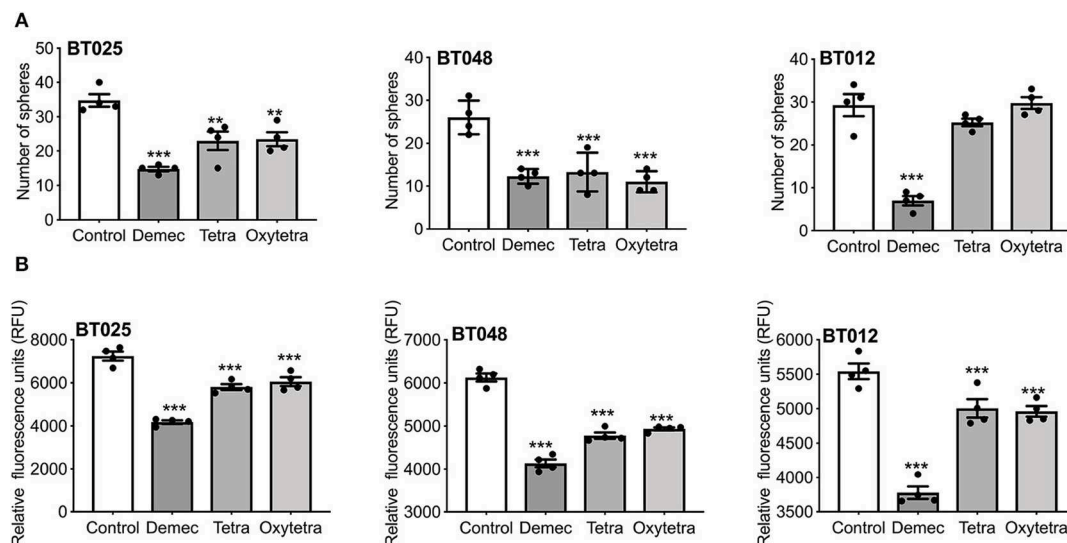 A
BT025
Number of spheres
50
40
30
20
10
0
***
**
**
Control Demec Tetra Oxytetra
BT048
Number of spheres
40
30
20
10
0
***
***
***
Control Demec Tetra Oxytetra
BT012
Number of spheres
40
30
20
10
0
***
Control Demec Tetra Oxytetra
B
BT025
Relative fluorescence units (RFU)
8000
6000
4000
2000
0
***
***
***
Control Demec Tetra Oxytetra
BT048
Relative fluorescence units (RFU)
7000
6000
5000
4000
3000
***
***
***
Control Demec Tetra Oxytetra
BT012
Relative fluorescence units (RFU)
6000
5500
5000
4500
4000
3500
***
***
***
Control Demec Tetra Oxytetra